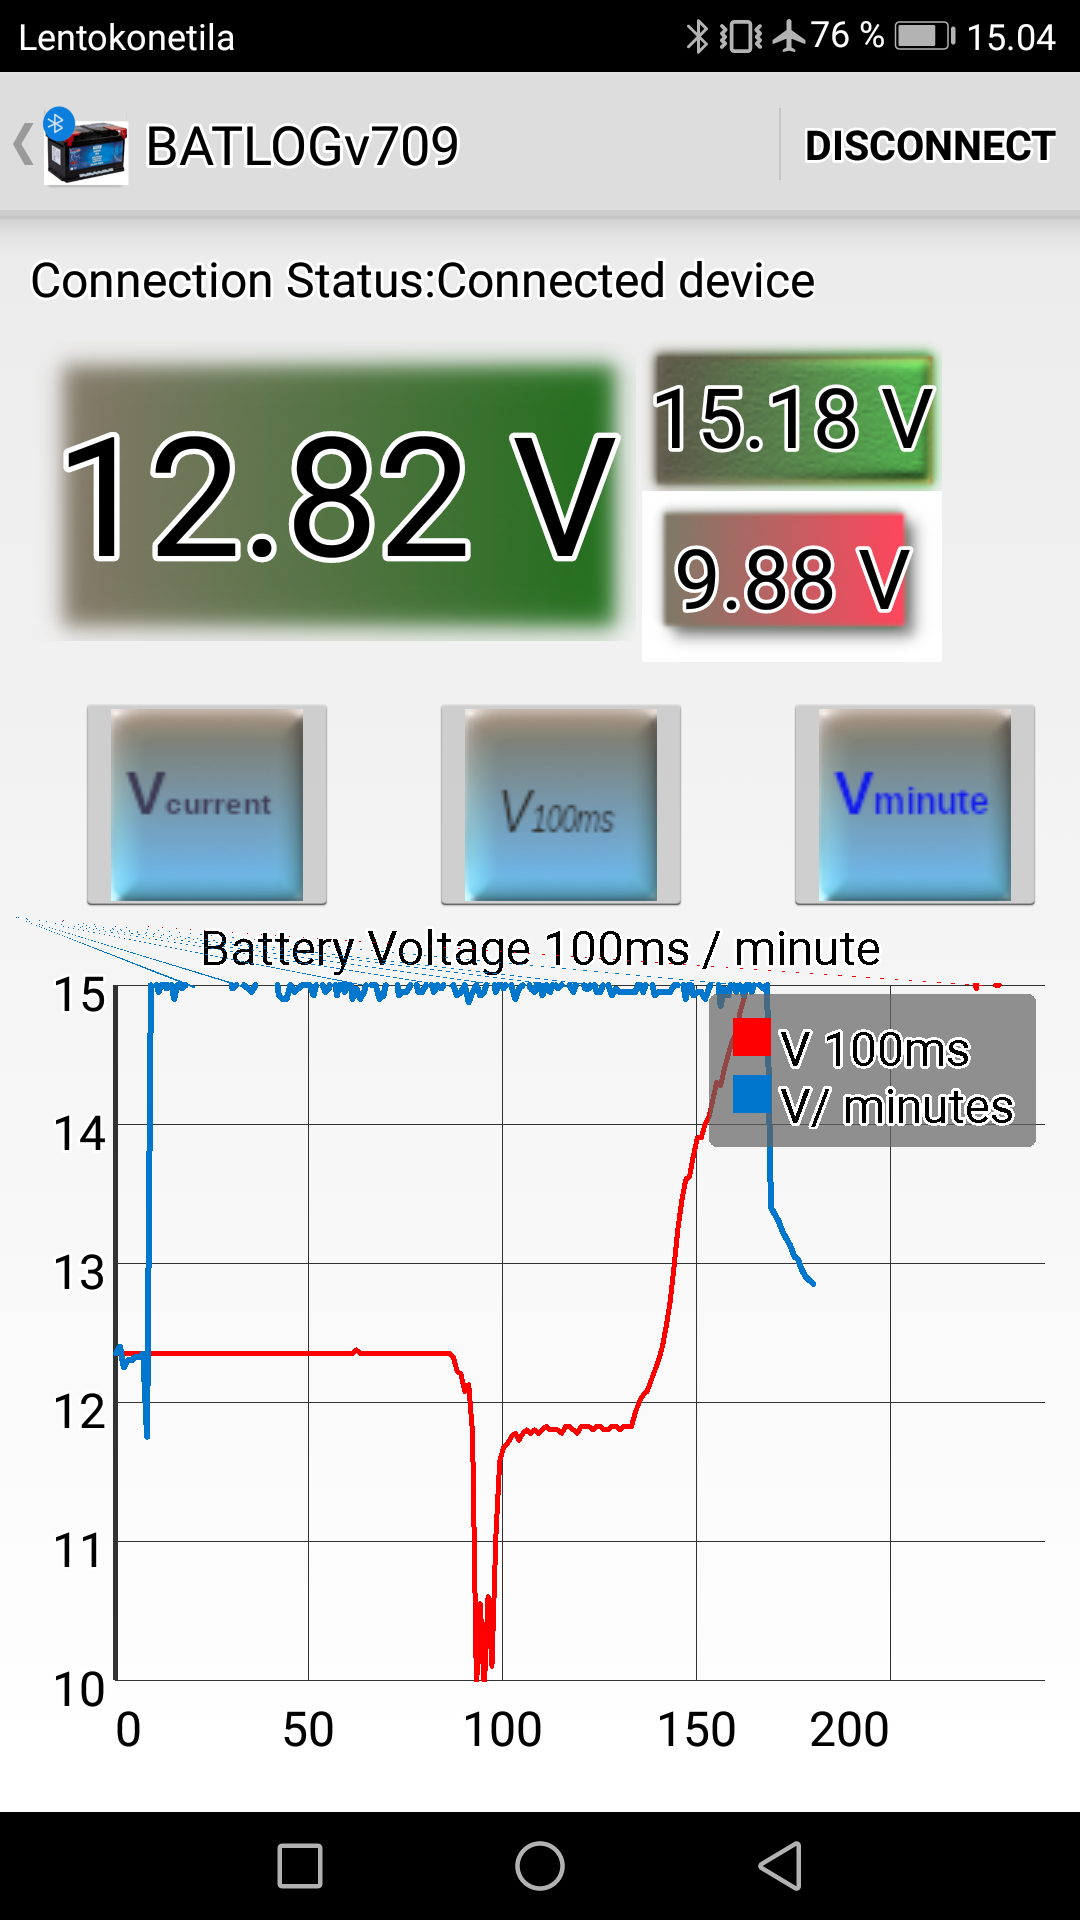 Lentokonetila 76 % 15.04
BATLOGv709 DISCONNECT
Connection Status:Connected device
12.82 V
15.18 V
9.88 V
Vcurrent V100ms Vminute
Battery Voltage 100ms / minute
15
14
13
12
11
10
V 100ms
V/ minutes
0 50 100 150 200